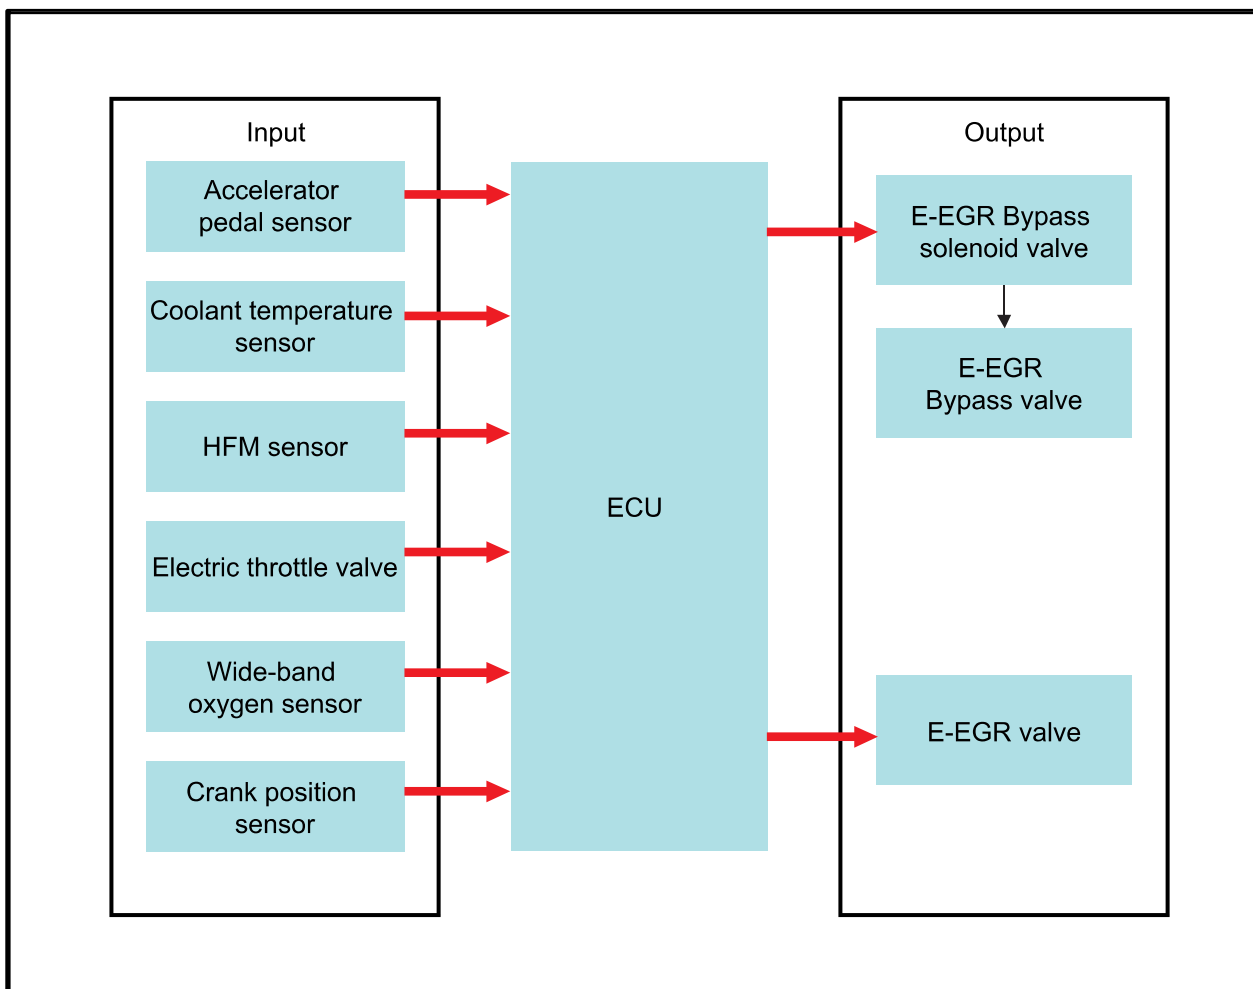 Input
Accelerator
pedal sensor
Coolant temperature
sensor
HFM sensor
Electric throttle valve
Wide-band
oxygen sensor
Crank position
sensor
ECU
Output
E-EGR Bypass
solenoid valve
E-EGR
Bypass valve
E-EGR valve